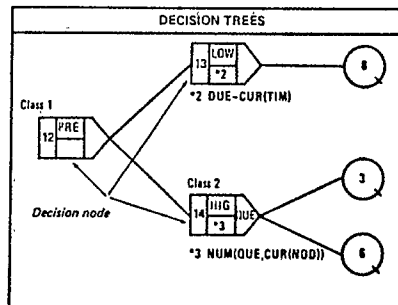 DECISION TREES
13 LOW *2
8
*2 DUE-CUR(TIM)
Class 1
12 PRE
Class 2
Decision node
14 HIG *3 QUE
3
6
*3 NUM(QUE,CUR(NOD))